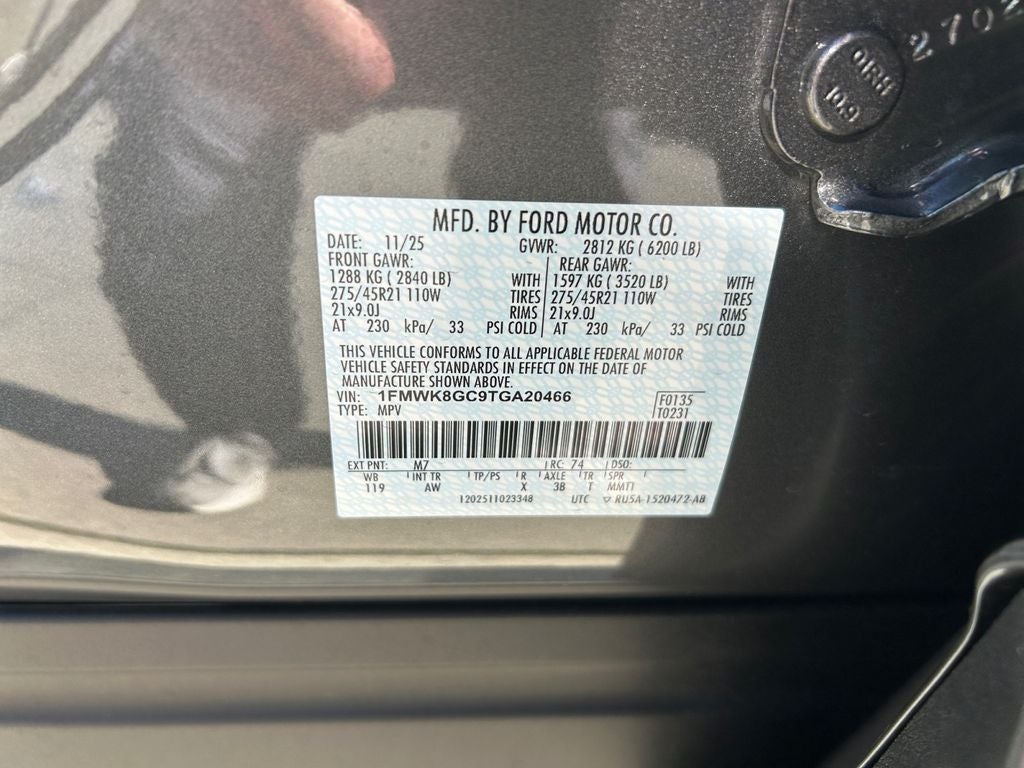 2702
QRH
10.9
MFD. BY FORD MOTOR CO.
DATE: 11/25 GVWR: 2812 KG ( 6200 LB)
FRONT GAWR: REAR GAWR:
1288 KG ( 2840 LB) WITH 1597 KG ( 3520 LB) WITH
275/45R21 110W TIRES 275/45R21 110W TIRES
21x9.0J RIMS 21x9.0J RIMS
AT 230 kPa/ 33 PSI COLD AT 230 kPa/ 33 PSI COLD
THIS VEHICLE CONFORMS TO ALL APPLICABLE FEDERAL MOTOR
VEHICLE SAFETY STANDARDS IN EFFECT ON THE DATE OF
MANUFACTURE SHOWN ABOVE.
VIN: 1FMWK8GC9TGA20466 F0135
TYPE: MPV T0231
EXT PNT: M7 RC: 74 DSO:
WB INT TR TP/PS R AXLE TR SPR
119 AW X 3B T MMTT
1202511023348 UTC RU5A-1520472-AB